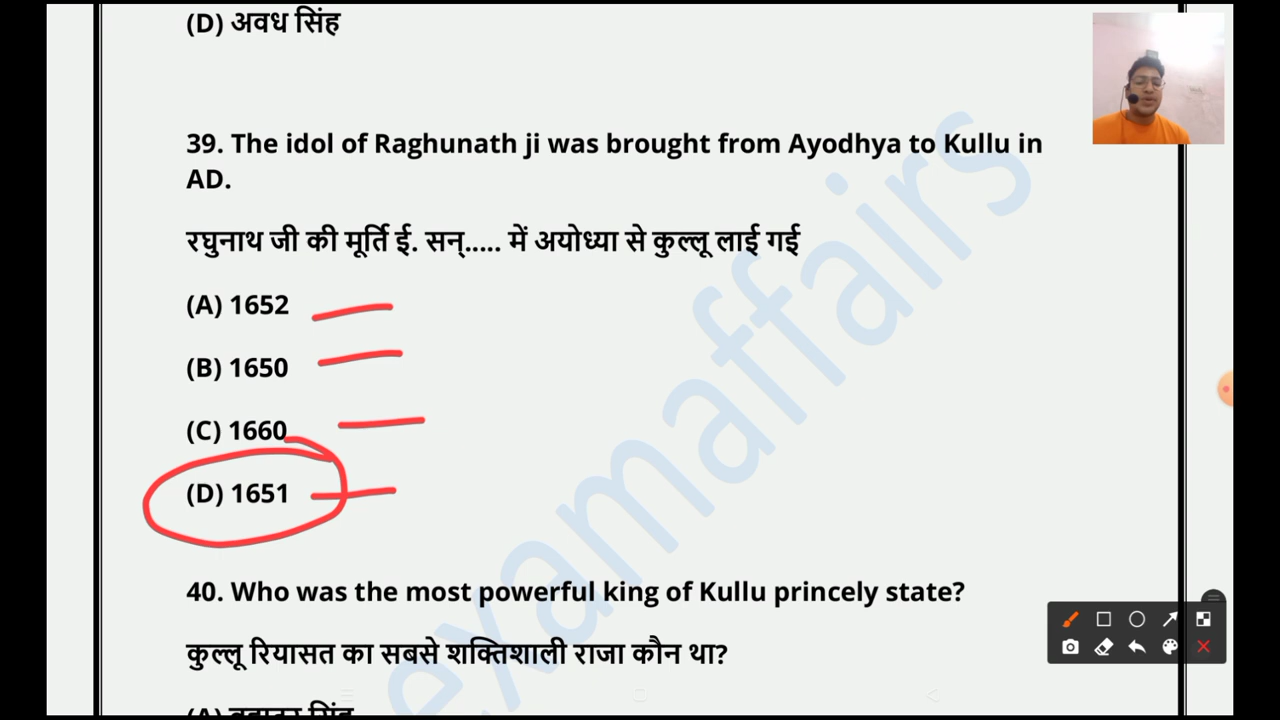 (D) अवध सिंह
39. The idol of Raghunath ji was brought from Ayodhya to Kullu in
AD.
रघुनाथ जी की मूर्ति ई. सन्..... में अयोध्या से कुल्लू लाई गई
(A) 1652
(B) 1650
(C) 1660
(D) 1651
40. Who was the most powerful king of Kullu princely state?
कुल्लू रियासत का सबसे शक्तिशाली राजा कौन था?
examaffairs